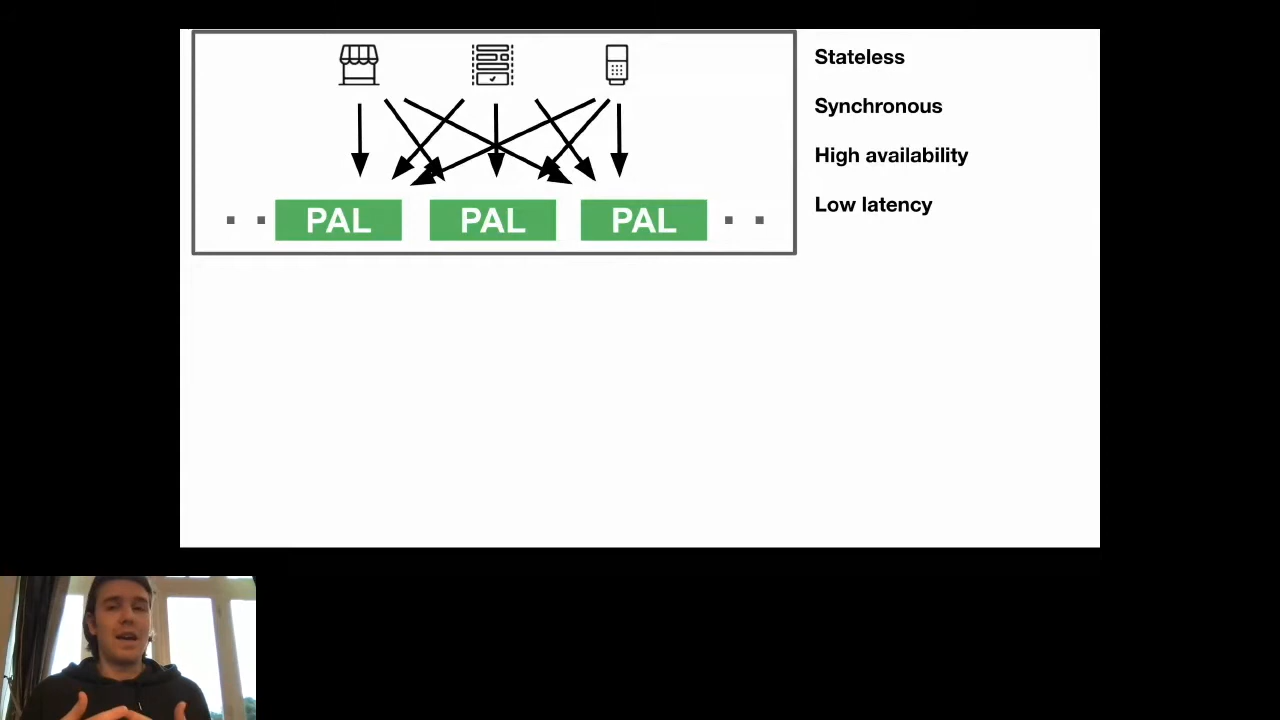 Stateless
Synchronous
High availability
Low latency
PAL PAL PAL